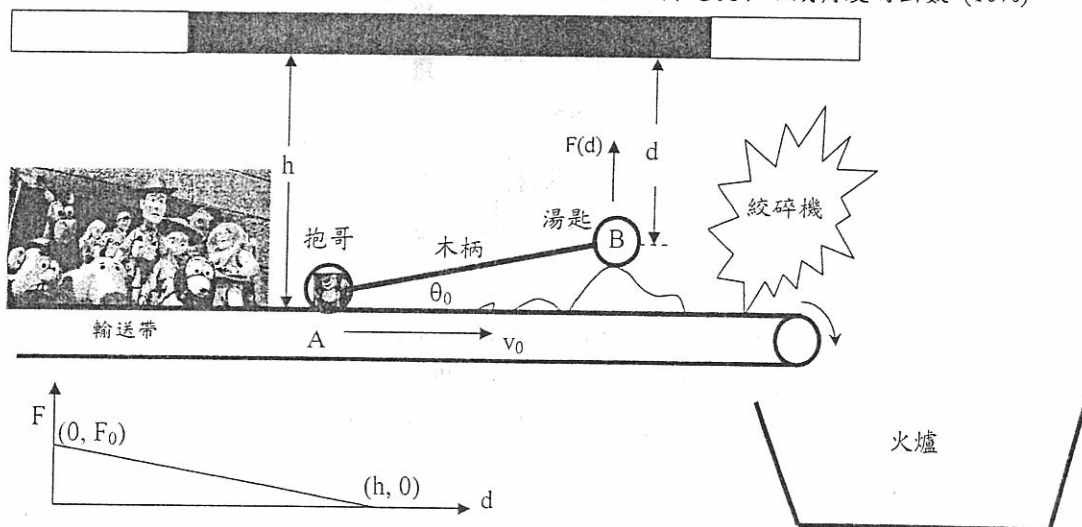 (10%)
h
F(d)
d
絞碎機
湯匙
B
抱哥
木柄
θ₀
輸送帶
A
v₀
F
(0, F₀)
(h, 0)
d
火爐